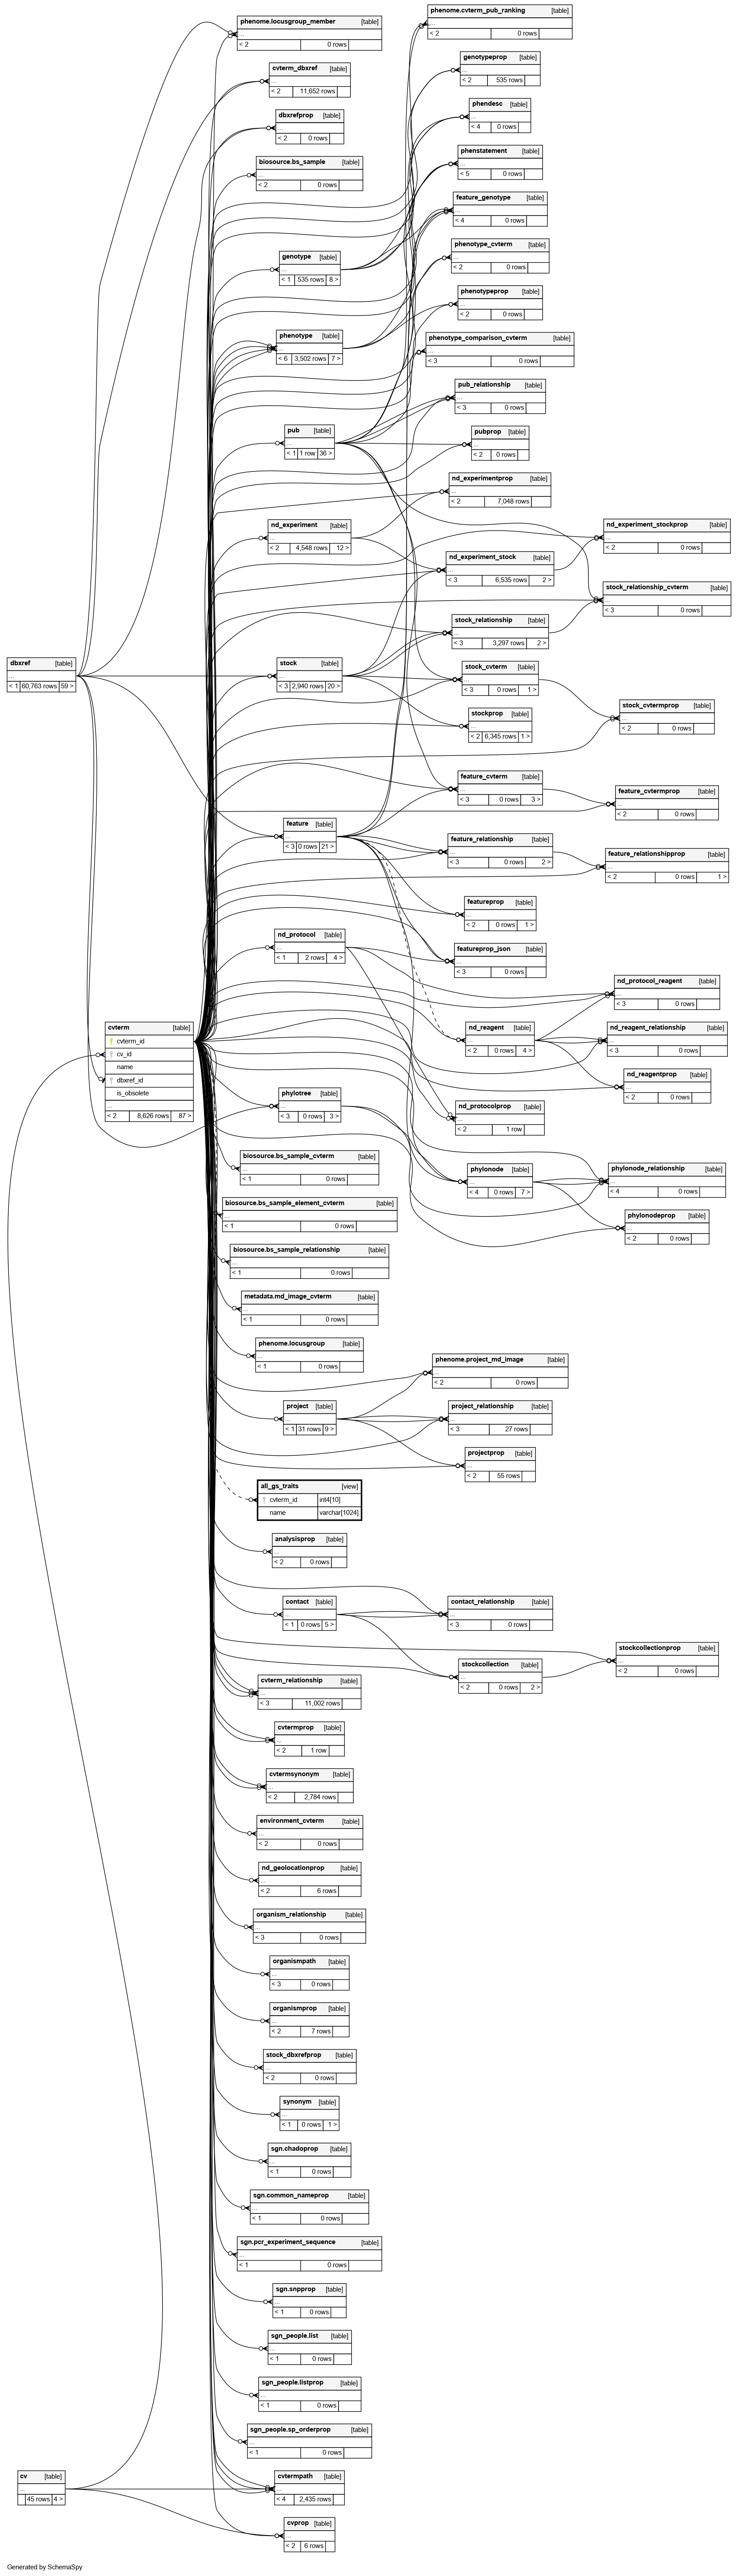 phenome.locusgroup_member [table]
...
< 2 0 rows
phenome.cvterm_pub_ranking [table]
...
< 2 0 rows
cvterm_dbxref [table]
...
< 2 11,652 rows
genotypeprop [table]
...
< 2 535 rows
dbxrefprop [table]
...
< 2 0 rows
phendesc [table]
...
< 4 0 rows
biosource.bs_sample [table]
...
< 2 0 rows
phenstatement [table]
...
< 5 0 rows
feature_genotype [table]
...
< 4 0 rows
genotype [table]
...
< 1 535 rows 8 >
phenotype_cvterm [table]
...
< 2 0 rows
phenotypeprop [table]
...
< 2 0 rows
phenotype [table]
...
< 6 3,502 rows 7 >
phenotype_comparison_cvterm [table]
...
< 3 0 rows
pub_relationship [table]
...
< 3 0 rows
pub [table]
...
< 1 1 row 36 >
pubprop [table]
...
< 2 0 rows
nd_experimentprop [table]
...
< 2 7,048 rows
nd_experiment [table]
...
< 2 4,548 rows 12 >
nd_experiment_stockprop [table]
...
< 2 0 rows
nd_experiment_stock [table]
...
< 3 6,535 rows 2 >
stock_relationship_cvterm [table]
...
< 3 0 rows
stock_relationship [table]
...
< 3 3,297 rows 2 >
dbxref [table]
...
< 1 60,763 rows 59 >
stock [table]
...
< 3 2,940 rows 20 >
stock_cvterm [table]
...
< 3 0 rows 1 >
stock_cvtermprop [table]
...
< 2 0 rows
stockprop [table]
...
< 2 6,345 rows 1 >
feature_cvterm [table]
...
< 3 0 rows 3 >
feature_cvtermprop [table]
...
< 2 0 rows
feature [table]
...
< 3 0 rows 21 >
feature_relationship [table]
...
< 3 0 rows 2 >
feature_relationshipprop [table]
...
< 2 0 rows 1 >
featureprop [table]
...
< 2 0 rows 1 >
nd_protocol [table]
...
< 1 2 rows 4 >
featureprop_json [table]
...
< 3 0 rows
nd_protocol_reagent [table]
...
< 3 0 rows
cvterm [table]
cvterm_id
cv_id
name
dbxref_id
is_obsolete
...
< 2 8,626 rows 87 >
nd_reagent [table]
...
< 2 0 rows 4 >
nd_reagent_relationship [table]
...
< 3 0 rows
nd_reagentprop [table]
...
< 2 0 rows
phylotree [table]
...
< 3 0 rows 3 >
nd_protocolprop [table]
...
< 2 1 row
biosource.bs_sample_cvterm [table]
...
< 1 0 rows
phylonode [table]
...
< 4 0 rows 7 >
phylonode_relationship [table]
...
< 4 0 rows
biosource.bs_sample_element_cvterm [table]
...
< 1 0 rows
phylonodeprop [table]
...
< 2 0 rows
biosource.bs_sample_relationship [table]
...
< 1 0 rows
metadata.md_image_cvterm [table]
...
< 1 0 rows
phenome.locusgroup [table]
...
< 1 0 rows
phenome.project_md_image [table]
...
< 2 0 rows
project [table]
...
< 1 31 rows 9 >
project_relationship [table]
...
< 3 27 rows
projectprop [table]
...
< 2 55 rows
all_gs_traits [view]
cvterm_id int4[10]
name varchar[1024]
analysisprop [table]
...
< 2 0 rows
contact [table]
...
< 1 0 rows 5 >
contact_relationship [table]
...
< 3 0 rows
stockcollectionprop [table]
...
< 2 0 rows
stockcollection [table]
...
< 2 0 rows 2 >
cvterm_relationship [table]
...
< 3 11,002 rows
cvtermprop [table]
...
< 2 1 row
cvtermsynonym [table]
...
< 2 2,784 rows
environment_cvterm [table]
...
< 2 0 rows
nd_geolocationprop [table]
...
< 2 6 rows
organism_relationship [table]
...
< 3 0 rows
organismpath [table]
...
< 3 0 rows
organismprop [table]
...
< 2 7 rows
stock_dbxrefprop [table]
...
< 2 0 rows
synonym [table]
...
< 1 0 rows 1 >
sgn.chadoprop [table]
...
< 1 0 rows
sgn.common_nameprop [table]
...
< 1 0 rows
sgn.pcr_experiment_sequence [table]
...
< 1 0 rows
sgn.snpprop [table]
...
< 1 0 rows
sgn_people.list [table]
...
< 1 0 rows
sgn_people.listprop [table]
...
< 1 0 rows
sgn_people.sp_orderprop [table]
...
< 1 0 rows
cv [table]
...
45 rows 4 >
cvtermpath [table]
...
< 4 2,435 rows
cvprop [table]
...
< 2 6 rows
Generated by SchemaSpy